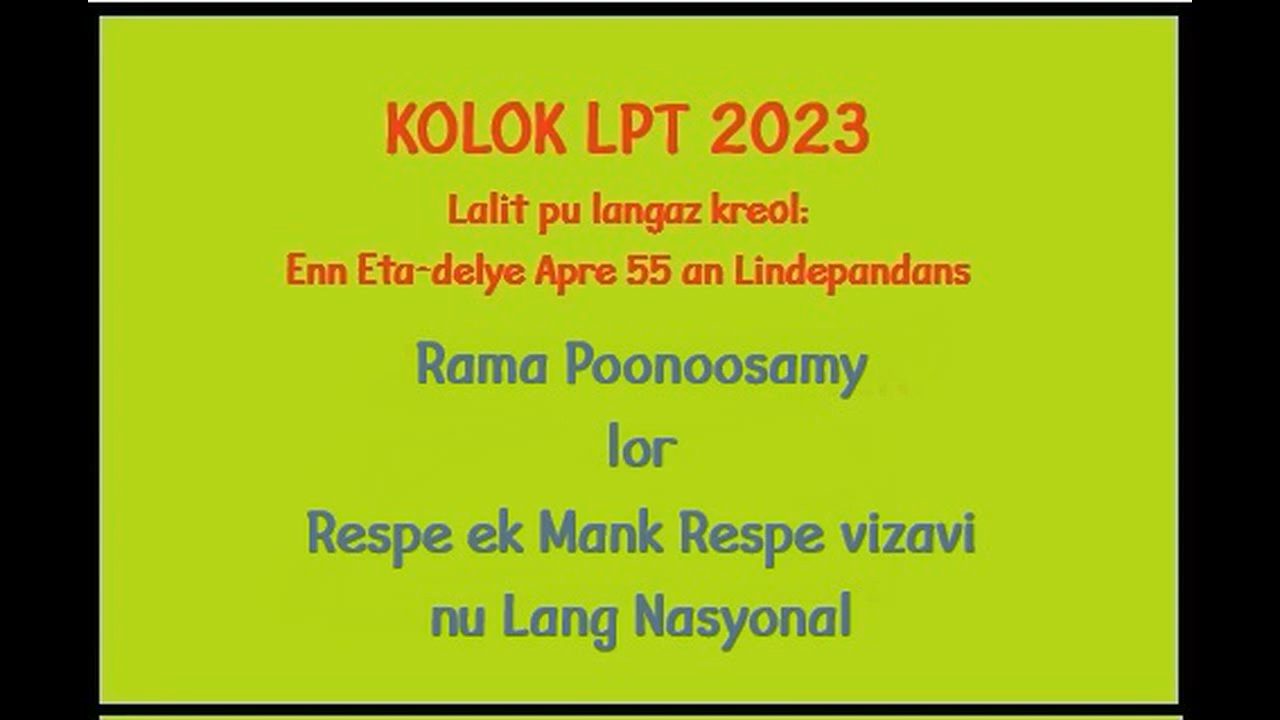 KOLOK LPT 2023
Lalit pu langaz kreol:
Enn Eta-delye Apre 55 an Lindepandans
Rama Poonoosamy
lor
Respe ek Mank Respe vizavi
nu Lang Nasyonal